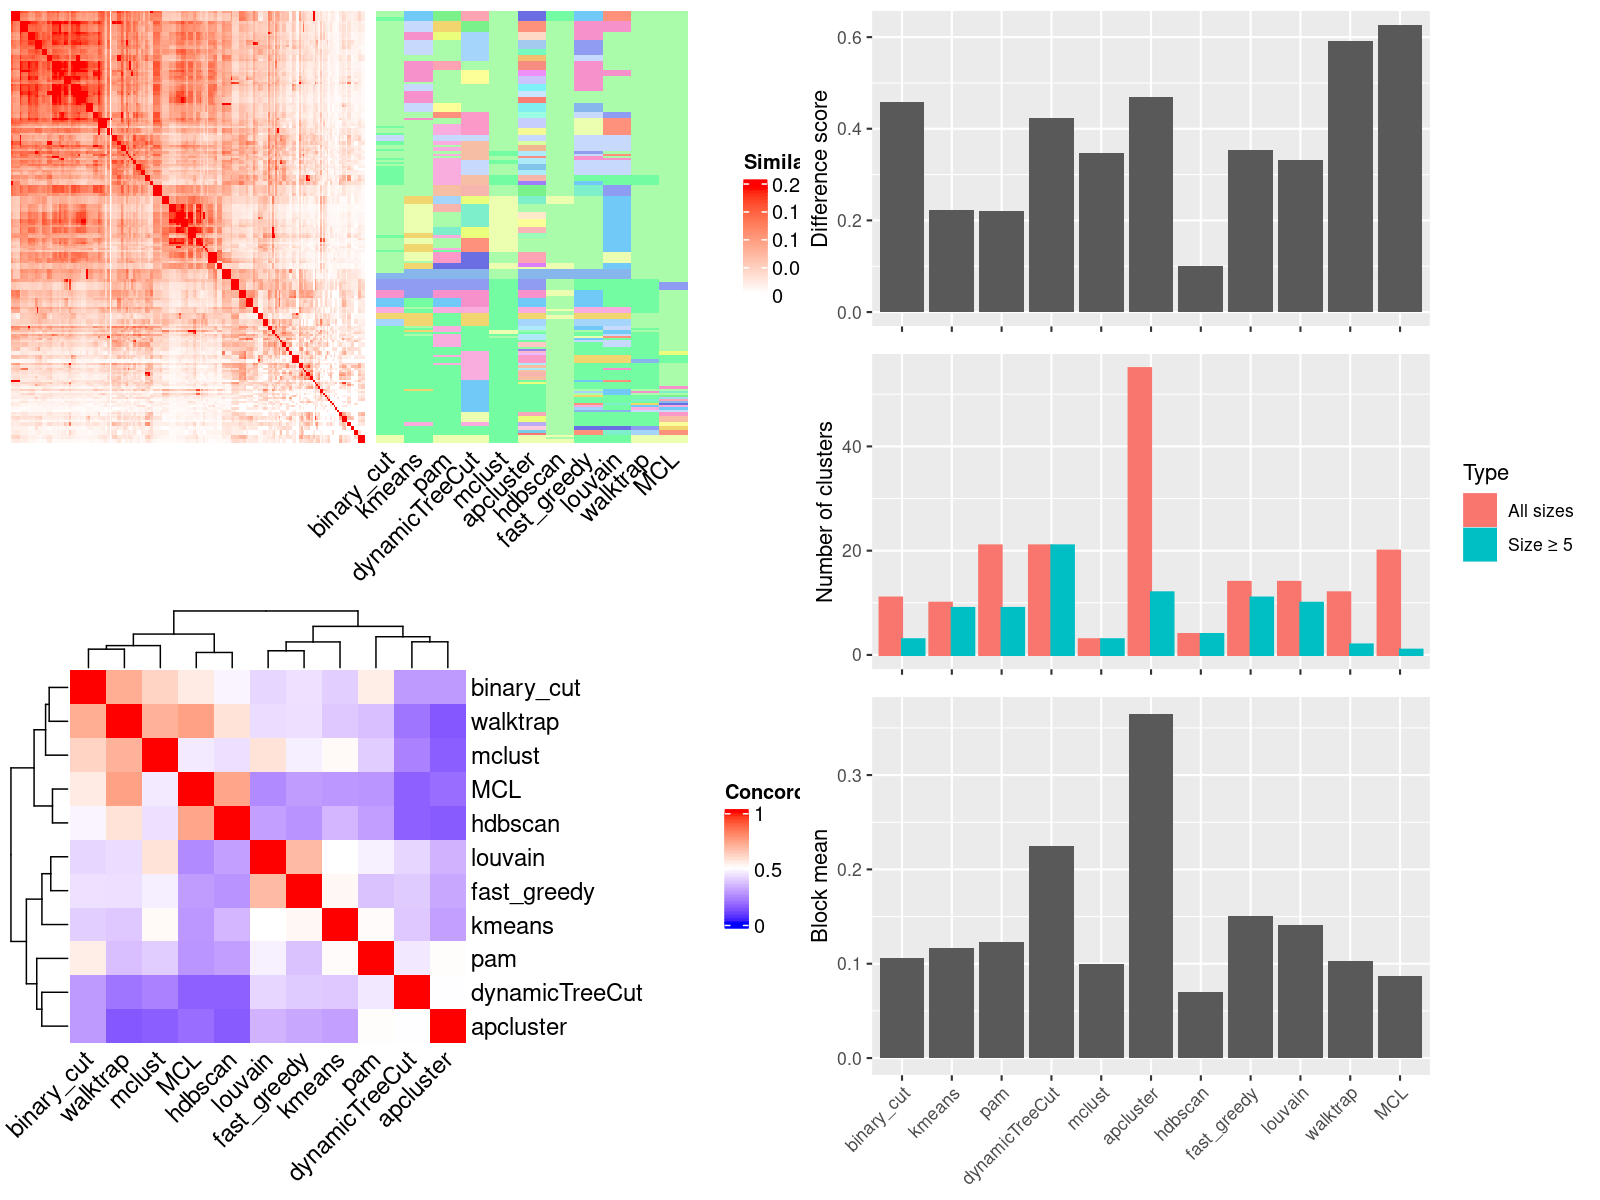 Simila
0.2
0.1
0.1
0.0
0
binary_cut
kmeans
pam
dynamicTreeCut
mclust
apcluster
hdbscan
fast_greedy
louvain
walktrap
MCL
binary_cut
walktrap
mclust
MCL
hdbscan
louvain
fast_greedy
kmeans
pam
dynamicTreeCut
apcluster
binary_cut
walktrap
mclust
MCL
hdbscan
louvain
fast_greedy
kmeans
pam
dynamicTreeCut
apcluster
Concord
1
0.5
0
Difference score
0.6
0.4
0.2
0.0
Number of clusters
40
20
0
Type
All sizes
Size ≥ 5
Block mean
0.3
0.2
0.1
0.0
binary_cut
kmeans
pam
dynamicTreeCut
mclust
apcluster
hdbscan
fast_greedy
louvain
walktrap
MCL